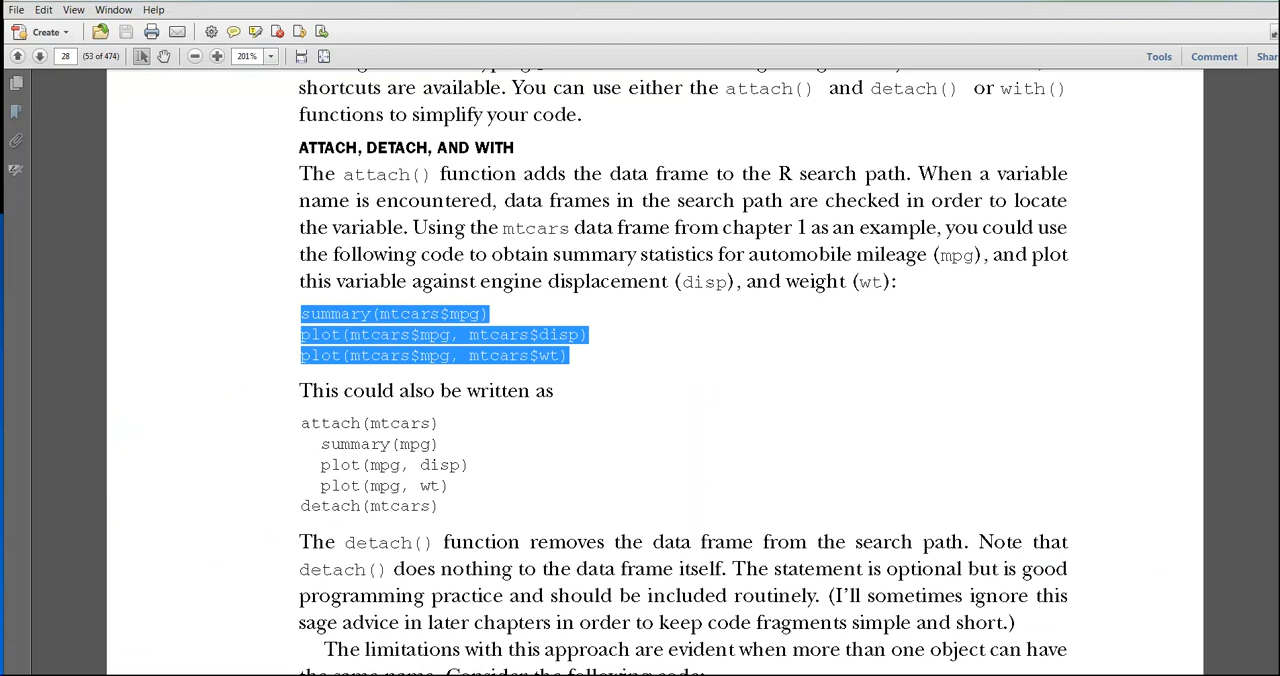 File Edit View Window Help
Create
28 (53 of 474) 201% Tools Comment Shar
shortcuts are available. You can use either the attach() and detach() or with()
functions to simplify your code.
ATTACH, DETACH, AND WITH
The attach() function adds the data frame to the R search path. When a variable
name is encountered, data frames in the search path are checked in order to locate
the variable. Using the mtcars data frame from chapter 1 as an example, you could use
the following code to obtain summary statistics for automobile mileage (mpg), and plot
this variable against engine displacement (disp), and weight (wt):
summary(mtcars$mpg)
plot(mtcars$mpg, mtcars$disp)
plot(mtcars$mpg, mtcars$wt)
This could also be written as
attach(mtcars)
summary(mpg)
plot(mpg, disp)
plot(mpg, wt)
detach(mtcars)
The detach() function removes the data frame from the search path. Note that
detach() does nothing to the data frame itself. The statement is optional but is good
programming practice and should be included routinely. (I'll sometimes ignore this
sage advice in later chapters in order to keep code fragments simple and short.)
The limitations with this approach are evident when more than one object can have
the same name. Consider the following code: